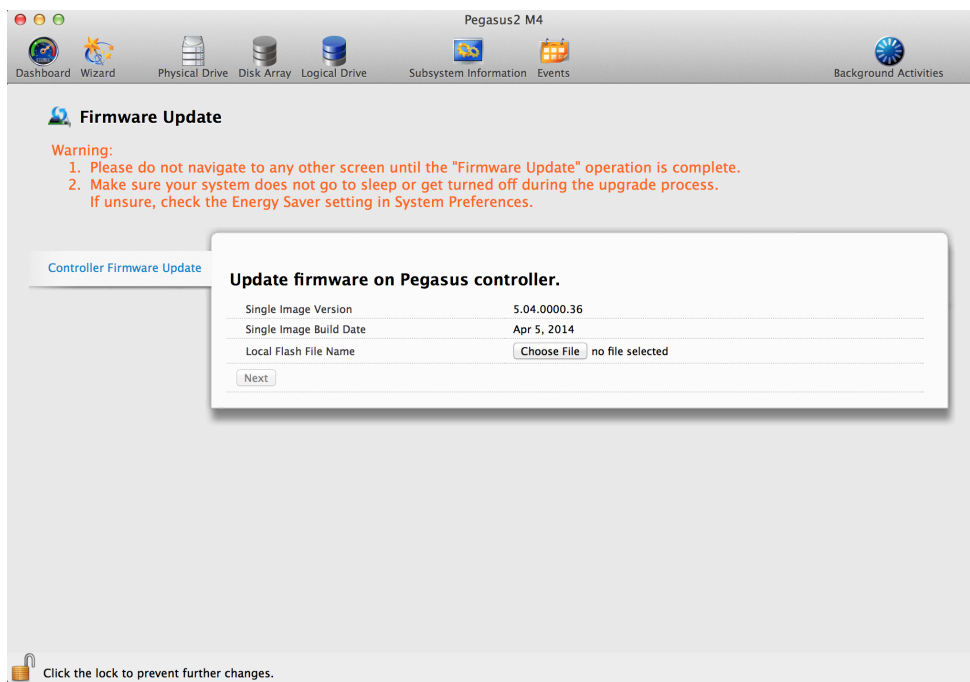 Pegasus2 M4
Dashboard Wizard Physical Drive Disk Array Logical Drive Subsystem Information Events Background Activities
Firmware Update
Warning:
1. Please do not navigate to any other screen until the "Firmware Update" operation is complete.
2. Make sure your system does not go to sleep or get turned off during the upgrade process.
If unsure, check the Energy Saver setting in System Preferences.
Controller Firmware Update
Update firmware on Pegasus controller.
Single Image Version 5.04.0000.36
Single Image Build Date Apr 5, 2014
Local Flash File Name Choose File no file selected
Next
Click the lock to prevent further changes.